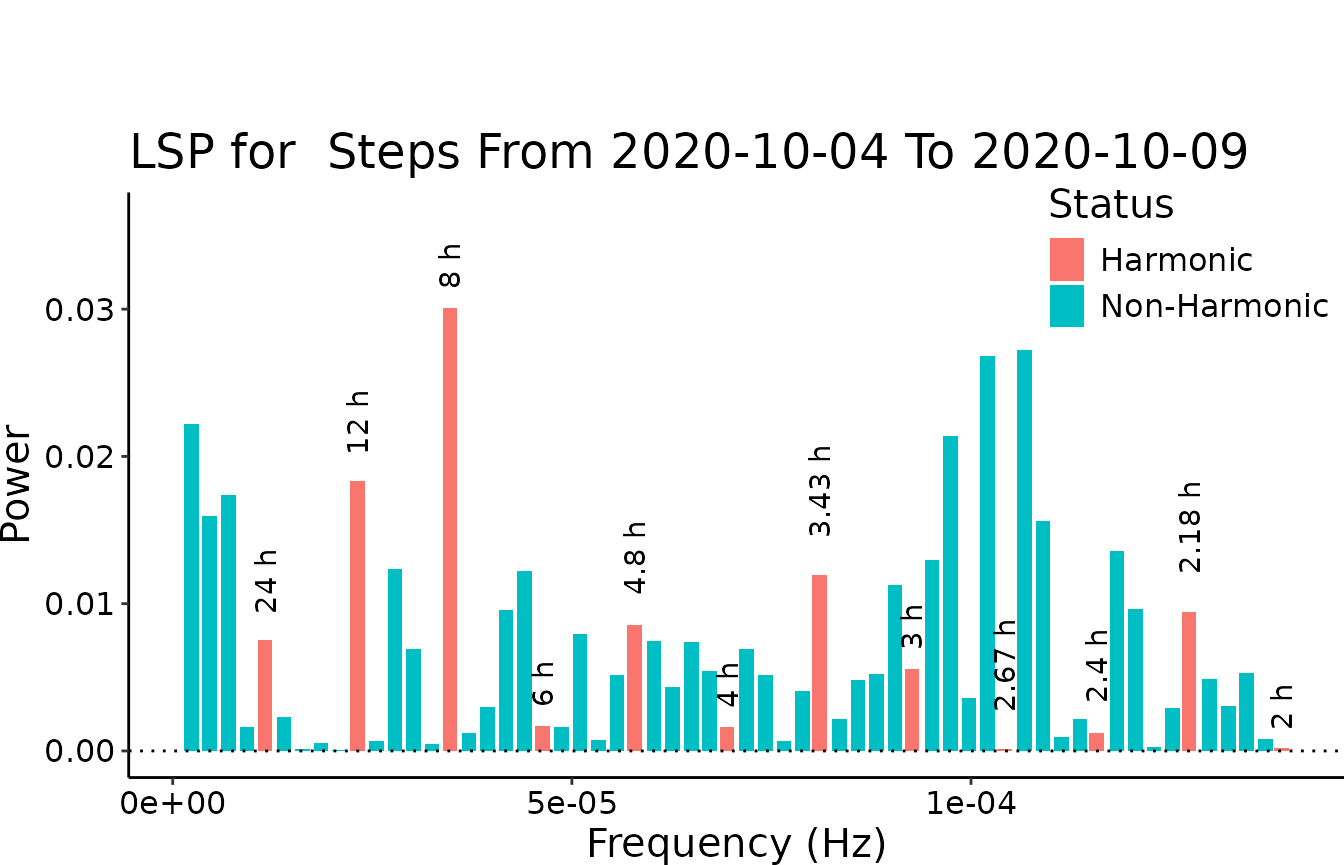 LSP for  Steps From 2020-10-04 To 2020-10-09
Status
Harmonic
Non-Harmonic
Power
0.03
0.02
0.01
0.00
24 h
12 h
8 h
6 h
4.8 h
4 h
3.43 h
3 h
2.67 h
2.4 h
2.18 h
2 h
0e+00
5e-05
1e-04
Frequency (Hz)